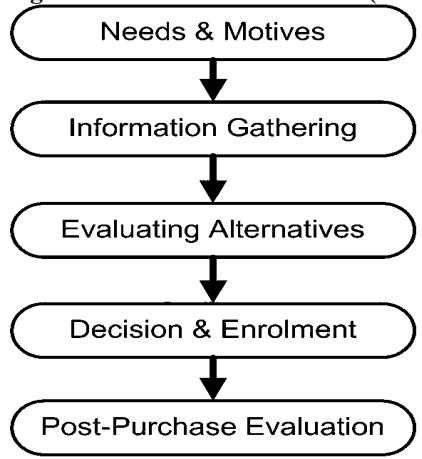 Needs & Motives
Information Gathering
Evaluating Alternatives
Decision & Enrolment
Post-Purchase Evaluation